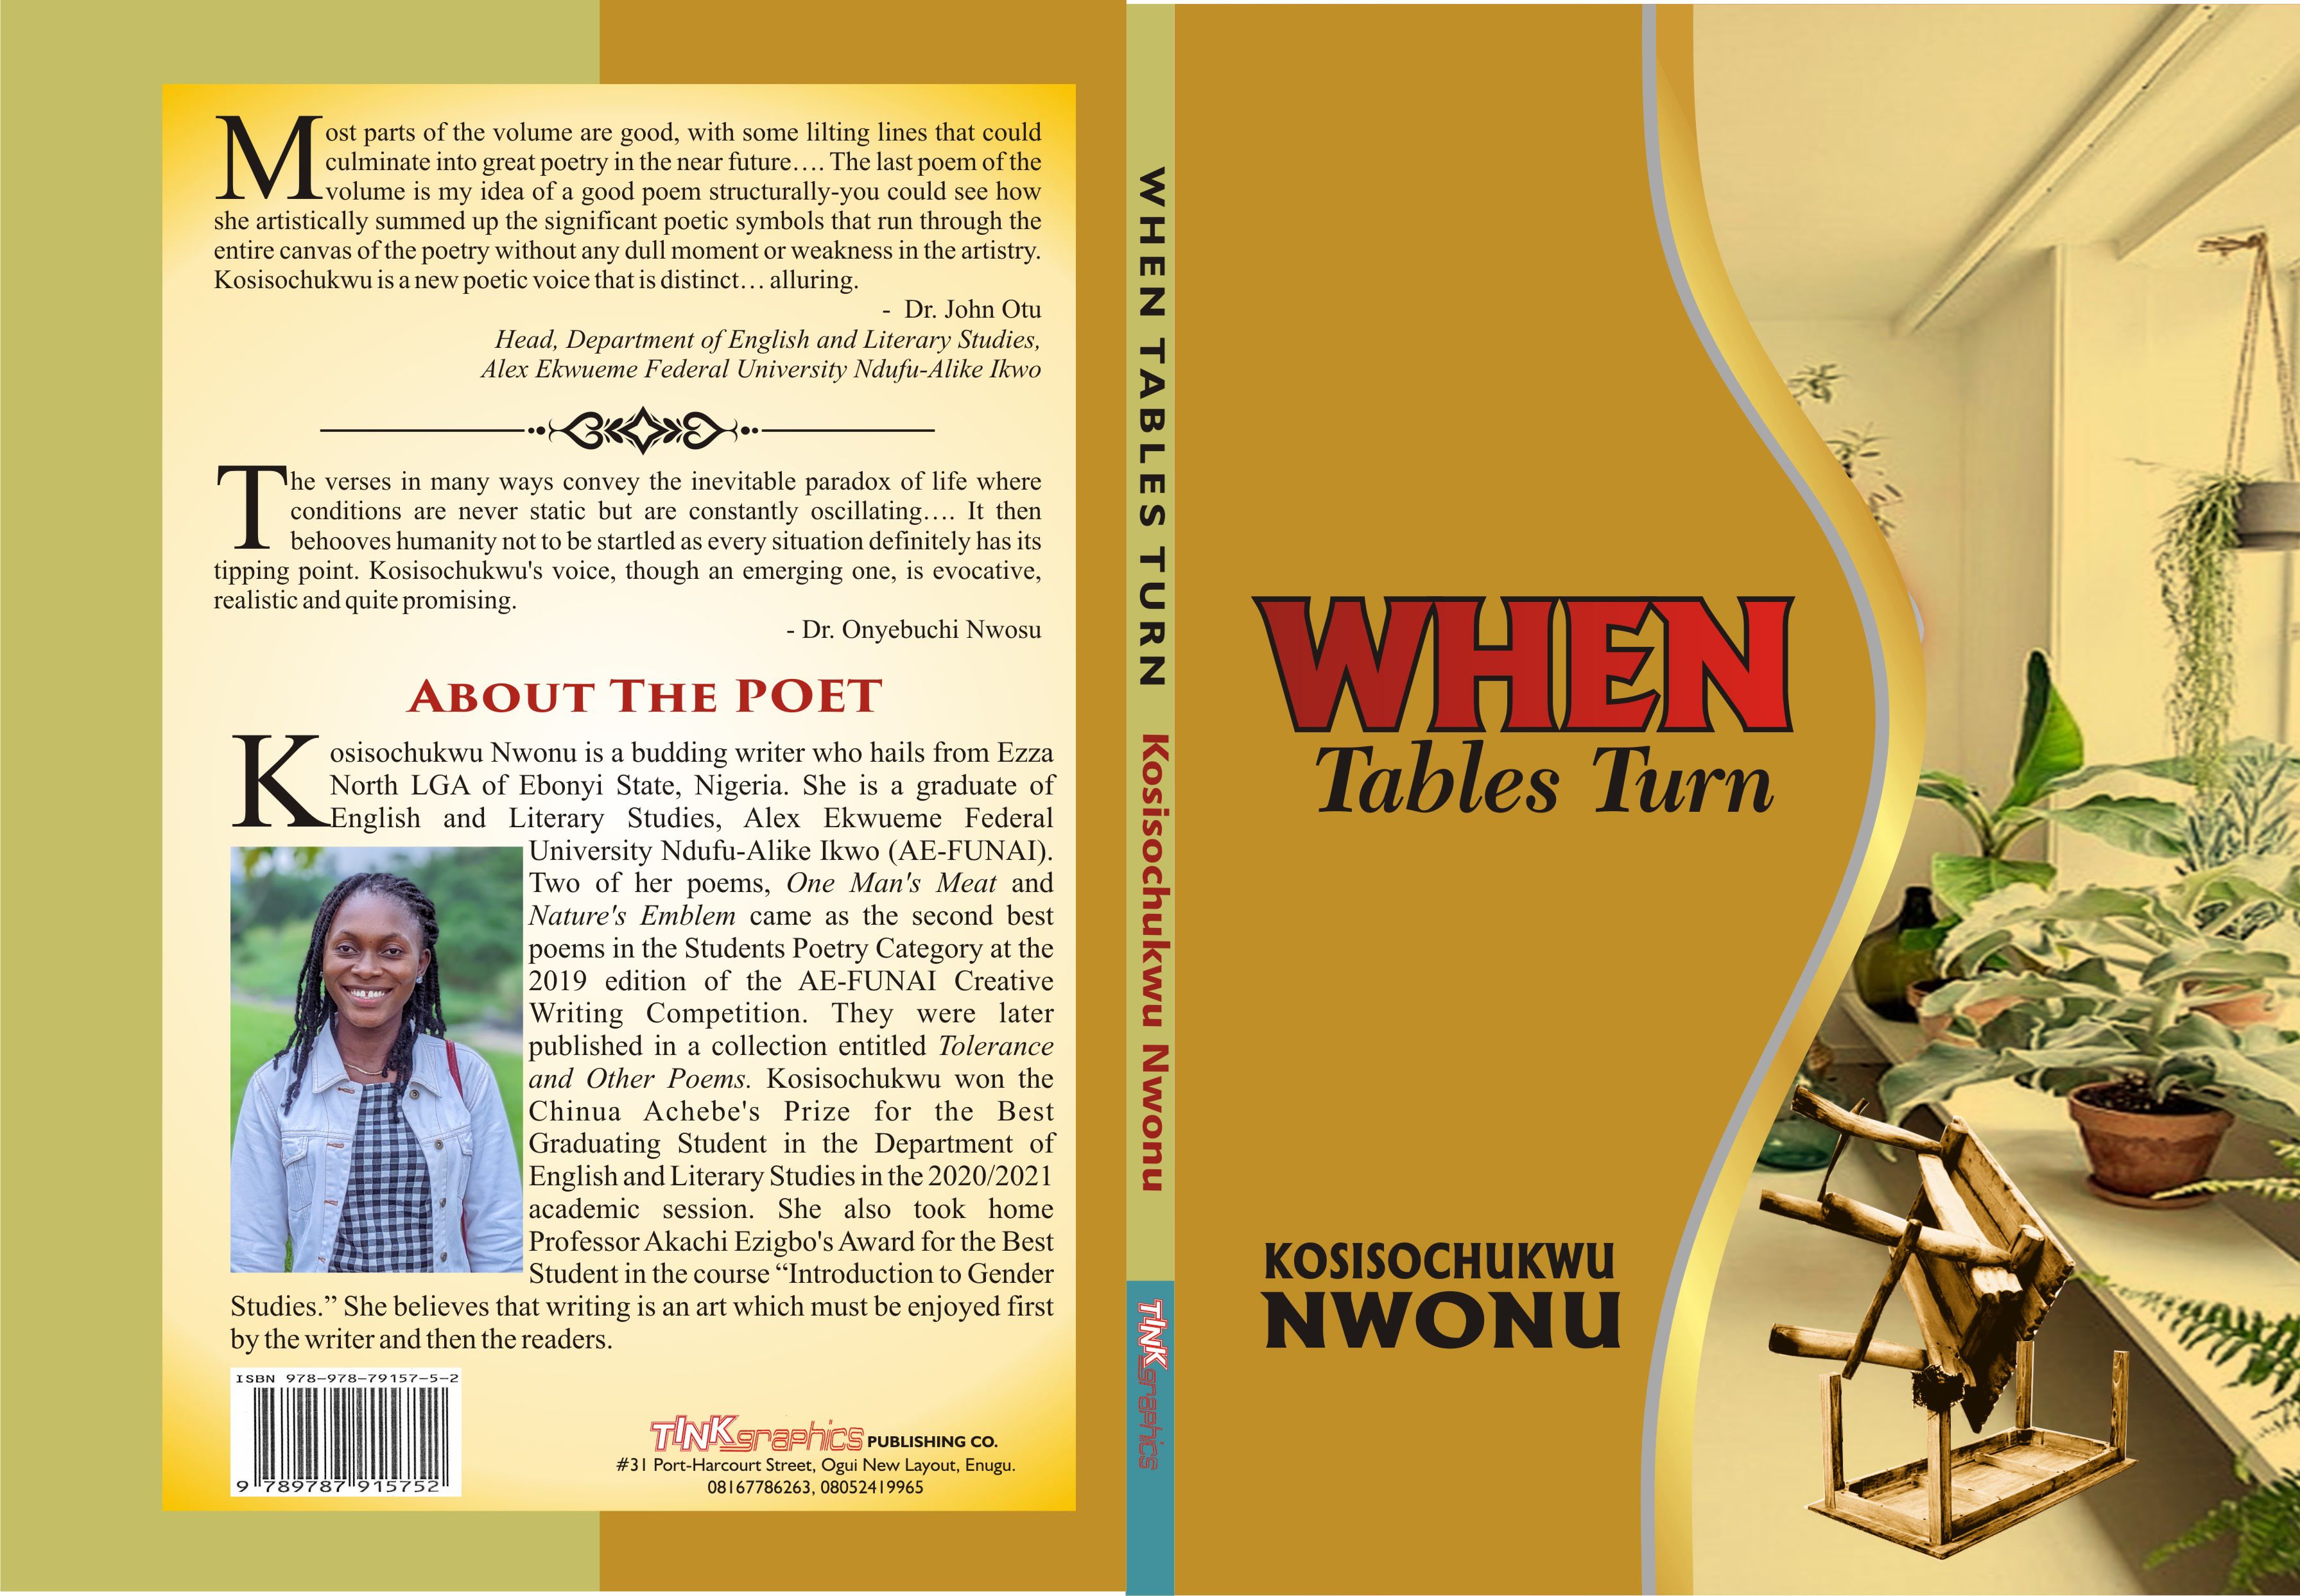 Most parts of the volume are good, with some lilting lines that could
culminate into great poetry in the near future…. The last poem of the
volume is my idea of a good poem structurally-you could see how
she artistically summed up the significant poetic symbols that run through the
entire canvas of the poetry without any dull moment or weakness in the artistry.
Kosisochukwu is a new poetic voice that is distinct… alluring.
- Dr. John Otu
Head, Department of English and Literary Studies,
Alex Ekwueme Federal University Ndufu-Alike Ikwo
The verses in many ways convey the inevitable paradox of life where
conditions are never static but are constantly oscillating…. It then
behooves humanity not to be startled as every situation definitely has its
tipping point. Kosisochukwu's voice, though an emerging one, is evocative,
realistic and quite promising.
- Dr. Onyebuchi Nwosu
ABOUT THE POET
Kosisochukwu Nwonu is a budding writer who hails from Ezza
North LGA of Ebonyi State, Nigeria. She is a graduate of
English and Literary Studies, Alex Ekwueme Federal
University Ndufu-Alike Ikwo (AE-FUNAI).
Two of her poems, One Man's Meat and
Nature's Emblem came as the second best
poems in the Students Poetry Category at the
2019 edition of the AE-FUNAI Creative
Writing Competition. They were later
published in a collection entitled Tolerance
and Other Poems. Kosisochukwu won the
Chinua Achebe's Prize for the Best
Graduating Student in the Department of
English and Literary Studies in the 2020/2021
academic session. She also took home
Professor Akachi Ezigbo's Award for the Best
Student in the course “Introduction to Gender
Studies.” She believes that writing is an art which must be enjoyed first
by the writer and then the readers.
ISBN 978-978-79157-5-2
9 789787 915752
TINKgraphics PUBLISHING CO.
#31 Port-Harcourt Street, Ogui New Layout, Enugu.
08167786263, 08052419965
WHEN TABLES TURN Kosisochukwu Nwonu
TINKgraphics
WHEN
Tables Turn
KOSISOCHUKWU
NWONU